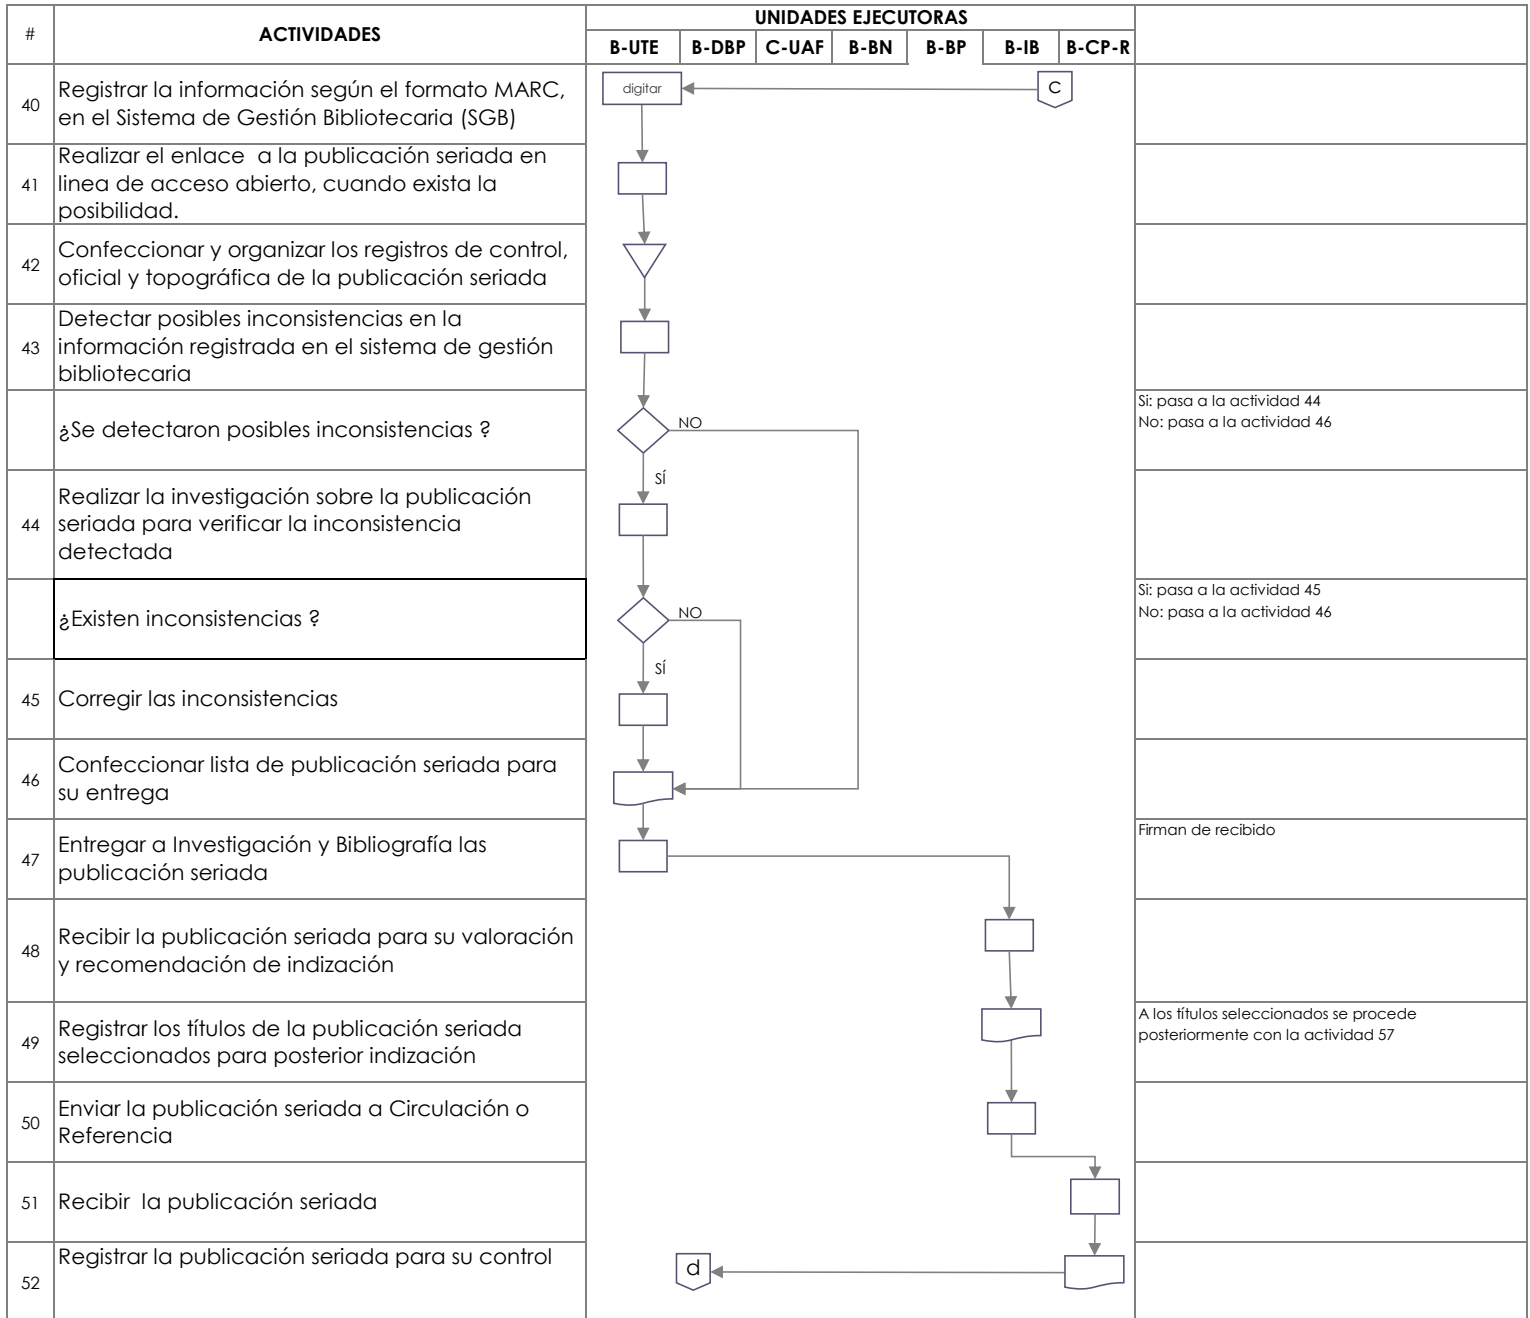 #
ACTIVIDADES
UNIDADES EJECUTORAS
B-UTE B-DBP C-UAF B-BN B-BP B-IB B-CP-R
40
Registrar la información según el formato MARC,
en el Sistema de Gestión Bibliotecaria (SGB)
digitar
C
41
Realizar el enlace a la publicación seriada en
linea de acceso abierto, cuando exista la
posibilidad.
42
Confeccionar y organizar los registros de control,
oficial y topográfica de la publicación seriada
43
Detectar posibles inconsistencias en la
información registrada en el sistema de gestión
bibliotecaria
¿Se detectaron posibles inconsistencias ?
NO
SÍ
Si: pasa a la actividad 44
No: pasa a la actividad 46
44
Realizar la investigación sobre la publicación
seriada para verificar la inconsistencia
detectada
¿Existen inconsistencias ?
NO
SÍ
Si: pasa a la actividad 45
No: pasa a la actividad 46
45
Corregir las inconsistencias
46
Confeccionar lista de publicación seriada para
su entrega
47
Entregar a Investigación y Bibliografía las
publicación seriada
Firman de recibido
48
Recibir la publicación seriada para su valoración
y recomendación de indización
49
Registrar los títulos de la publicación seriada
seleccionados para posterior indización
A los títulos seleccionados se procede
posteriormente con la actividad 57
50
Enviar la publicación seriada a Circulación o
Referencia
51
Recibir la publicación seriada
52
Registrar la publicación seriada para su control
d